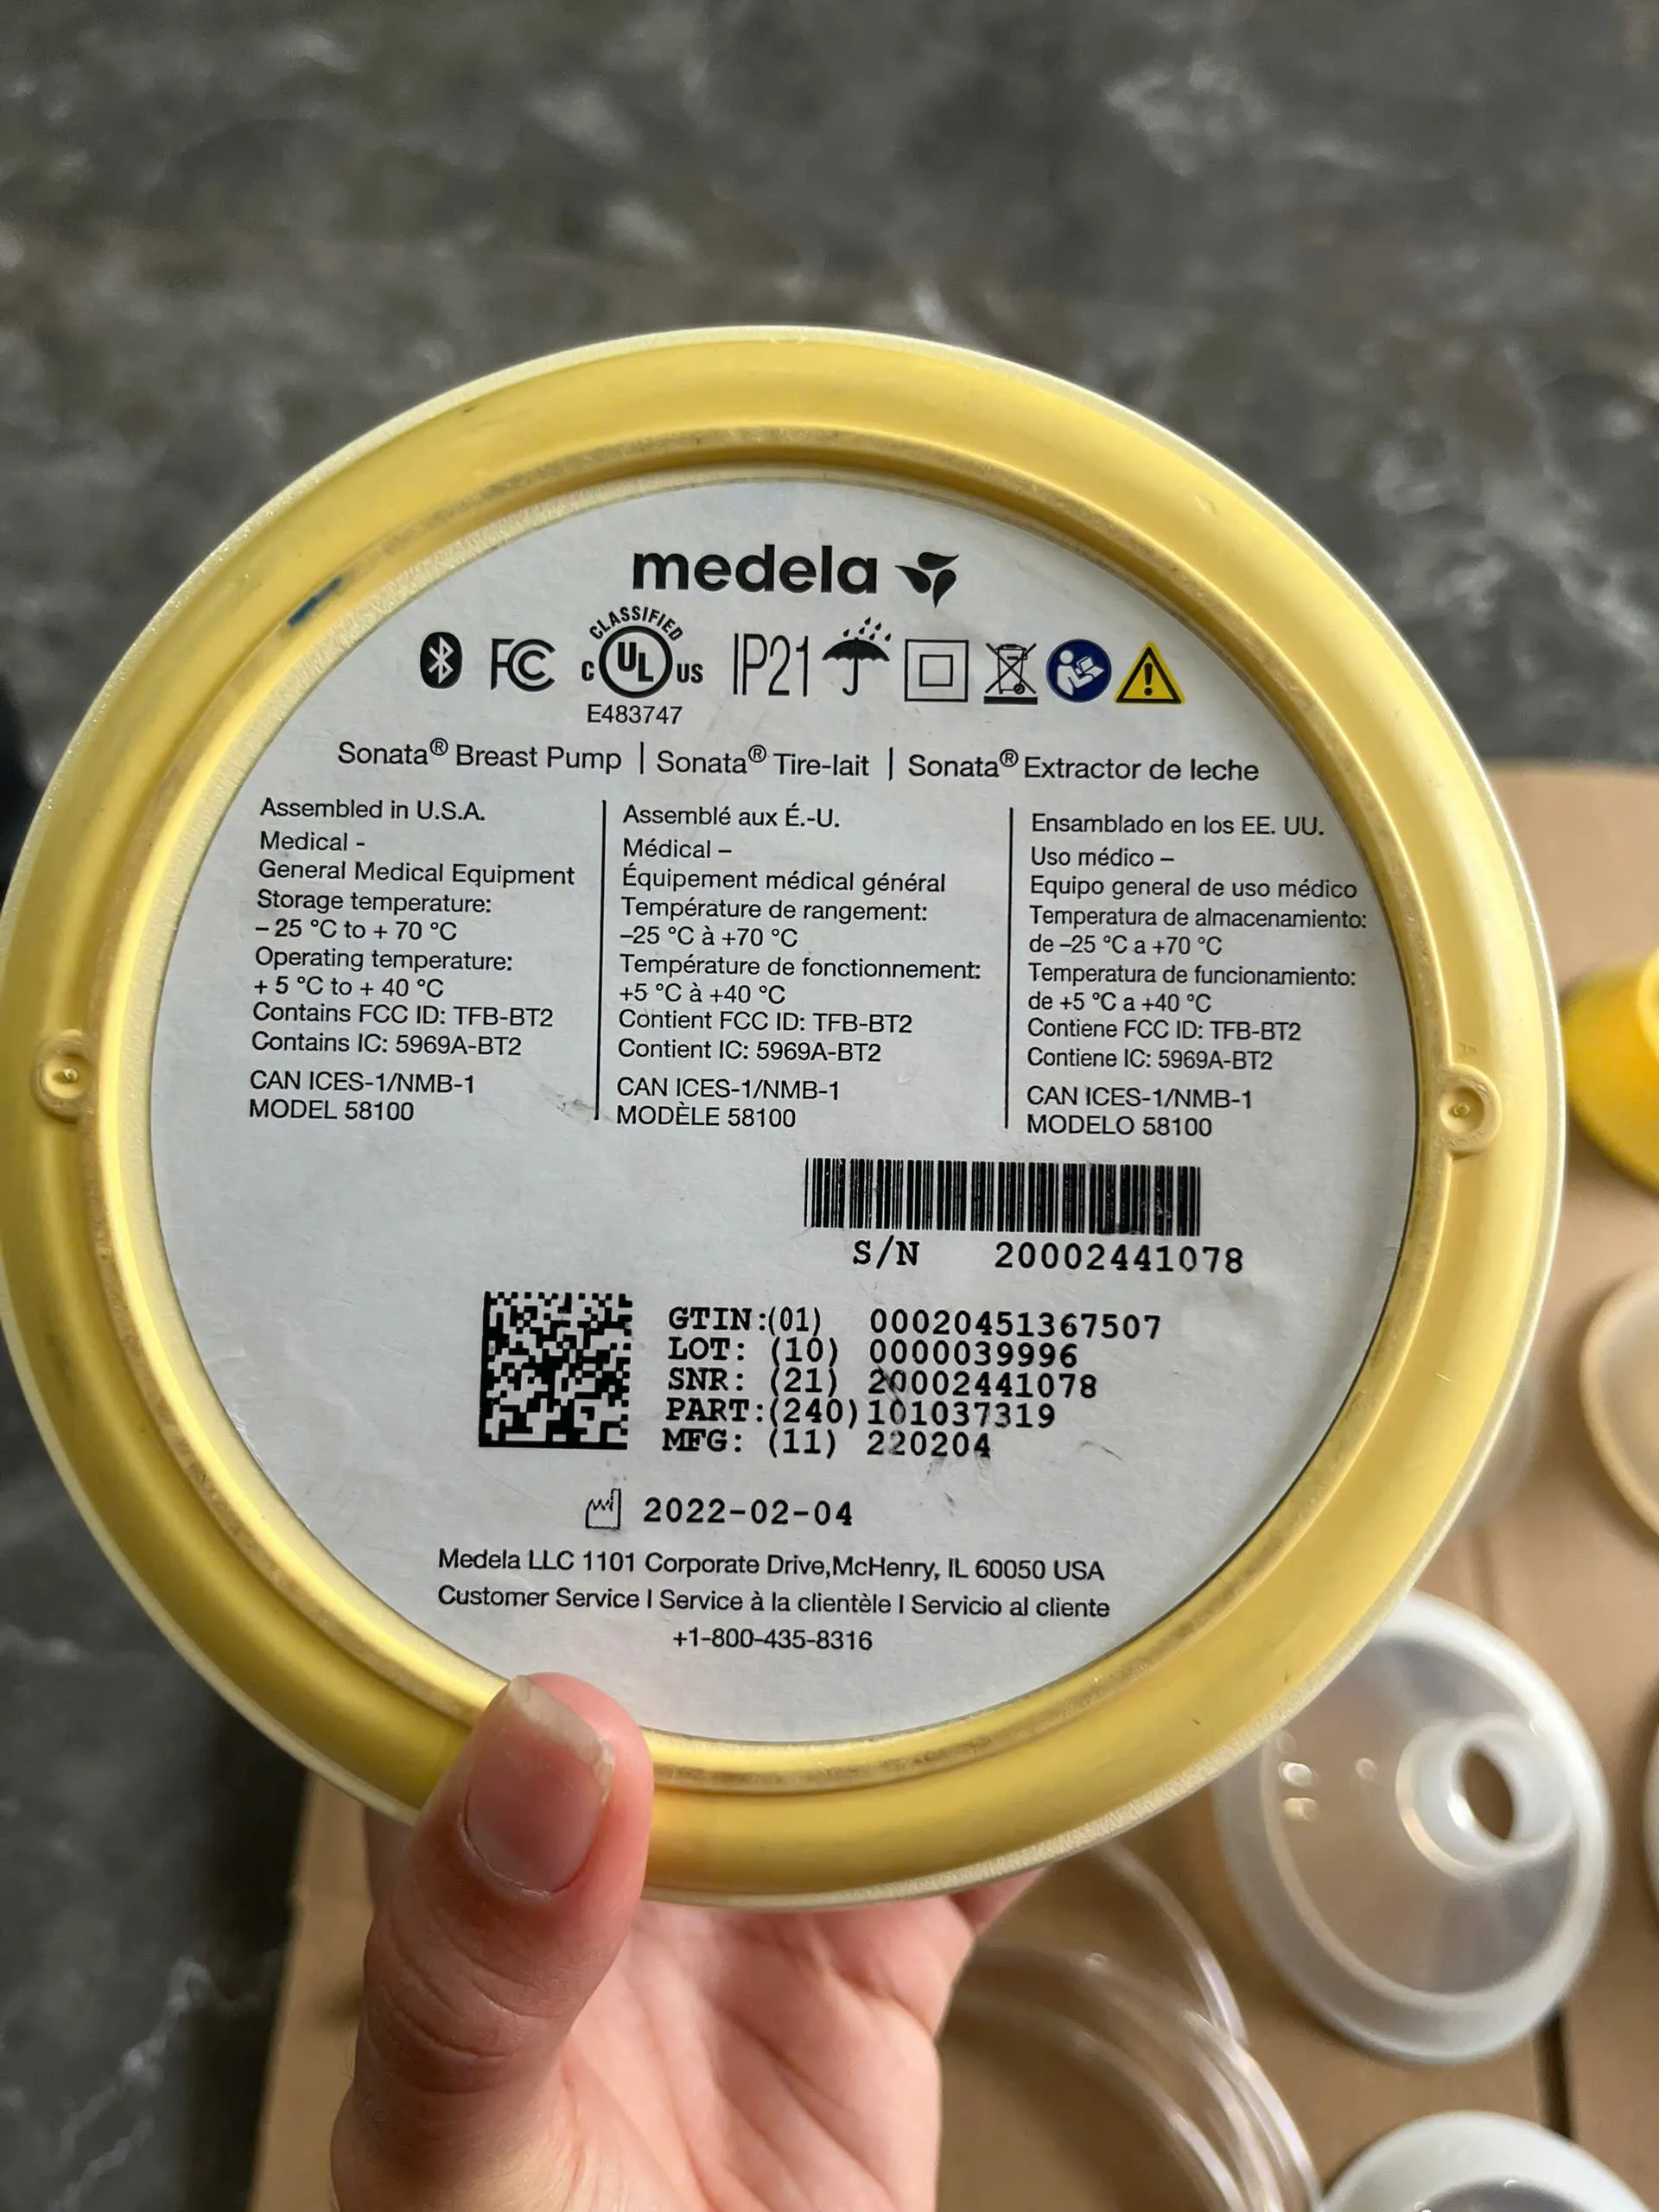 medela
CLASSIFIED
FC c UL US IP21
E483747
Sonata® Breast Pump | Sonata® Tire-lait | Sonata® Extractor de leche
Assembled in U.S.A.
Medical -
General Medical Equipment
Storage temperature:
– 25 °C to + 70 °C
Operating temperature:
+ 5 °C to + 40 °C
Contains FCC ID: TFB-BT2
Contains IC: 5969A-BT2
CAN ICES-1/NMB-1
MODEL 58100
Assemblé aux É.-U.
Médical –
Équipement médical général
Température de rangement:
–25 °C à +70 °C
Température de fonctionnement:
+5 °C à +40 °C
Contient FCC ID: TFB-BT2
Contient IC: 5969A-BT2
CAN ICES-1/NMB-1
MODÈLE 58100
Ensamblado en los EE. UU.
Uso médico –
Equipo general de uso médico
Temperatura de almacenamiento:
de –25 °C a +70 °C
Temperatura de funcionamiento:
de +5 °C a +40 °C
Contiene FCC ID: TFB-BT2
Contiene IC: 5969A-BT2
CAN ICES-1/NMB-1
MODELO 58100
S/N 20002441078
GTIN:(01) 00020451367507
LOT: (10) 0000039996
SNR: (21) 20002441078
PART:(240)101037319
MFG: (11) 220204
2022-02-04
Medela LLC 1101 Corporate Drive,McHenry, IL 60050 USA
Customer Service I Service à la clientèle I Servicio al cliente
+1-800-435-8316